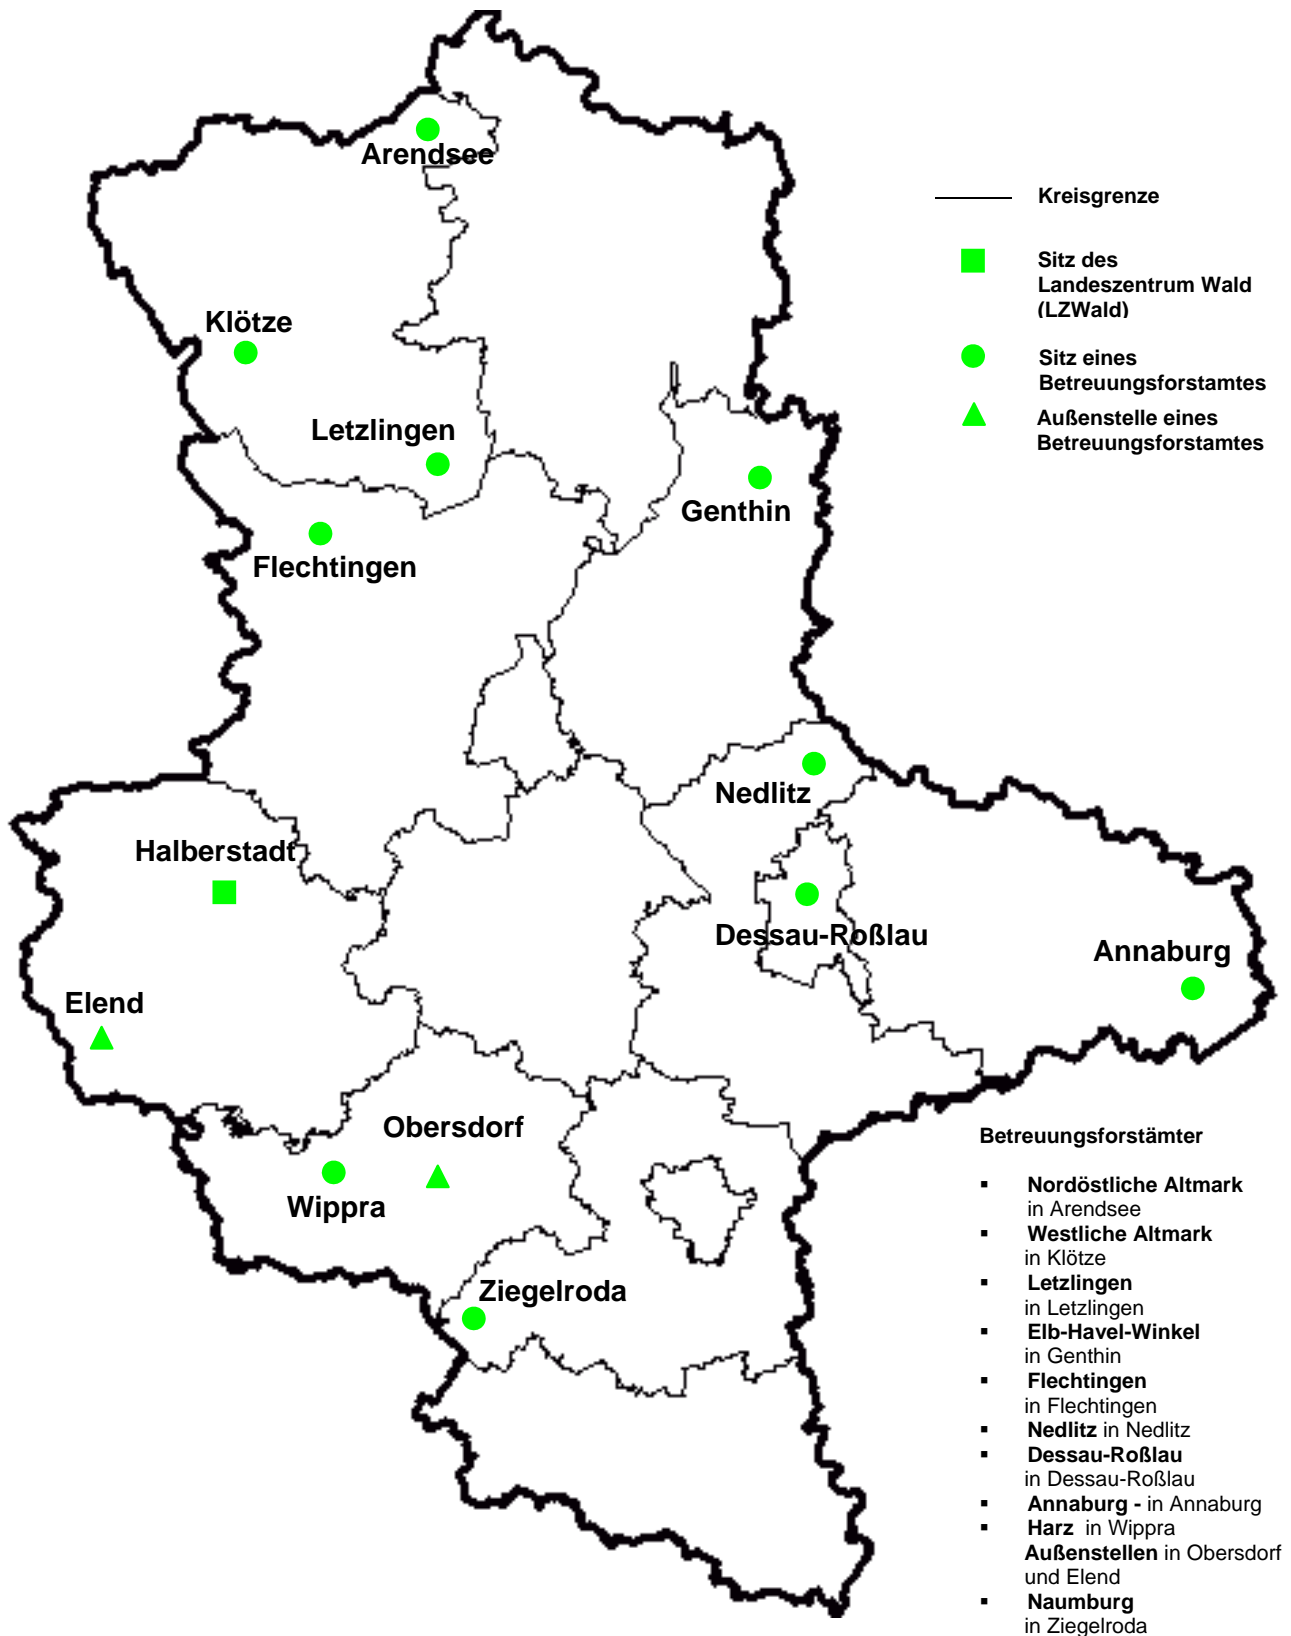 Arendsee
Klötze
Letzlingen
Genthin
Flechtingen
Nedlitz
Halberstadt
Dessau-Roßlau
Annaburg
Elend
Obersdorf
Wippra
Ziegelroda
Kreisgrenze
Sitz des
Landeszentrum Wald
(LZWald)
Sitz eines
Betreuungsforstamtes
Außenstelle eines
Betreuungsforstamtes
Betreuungsforstämter
▪ Nordöstliche Altmark
in Arendsee
▪ Westliche Altmark
in Klötze
▪ Letzlingen
in Letzlingen
▪ Elb-Havel-Winkel
in Genthin
▪ Flechtingen
in Flechtingen
▪ Nedlitz in Nedlitz
▪ Dessau-Roßlau
in Dessau-Roßlau
▪ Annaburg - in Annaburg
▪ Harz in Wippra
Außenstellen in Obersdorf
und Elend
▪ Naumburg
in Ziegelroda